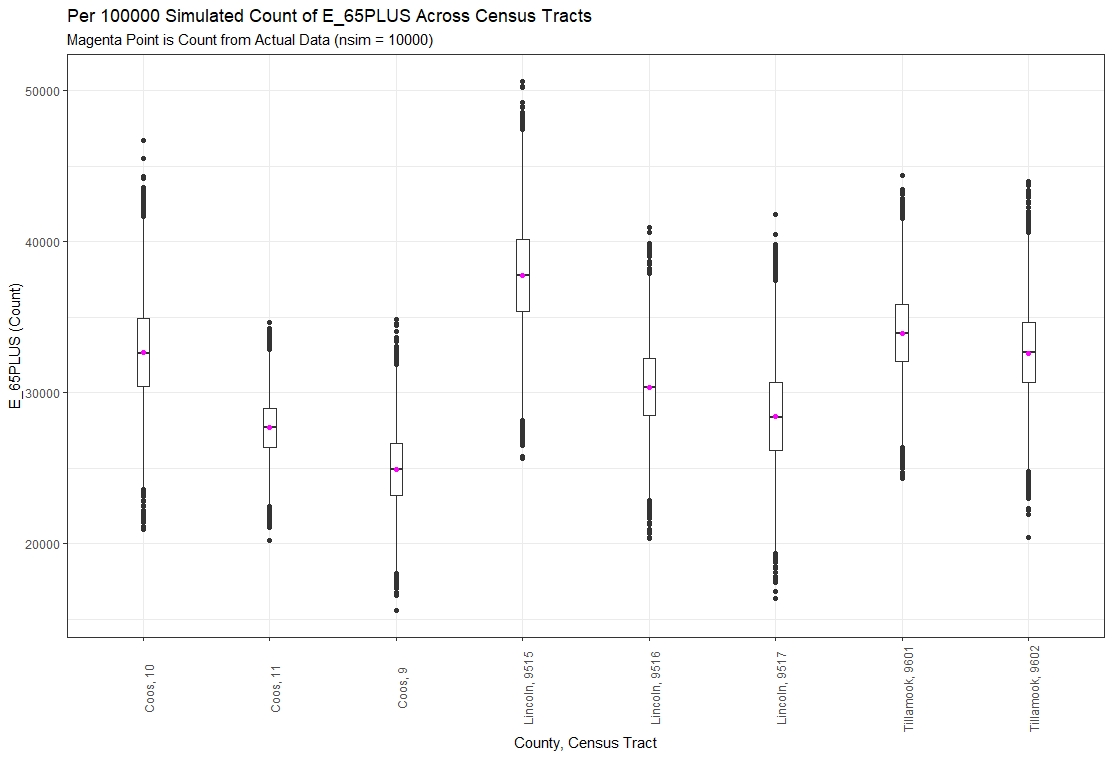 Per 100000 Simulated Count of E_65PLUS Across Census Tracts
Magenta Point is Count from Actual Data (nsim = 10000)
E_65PLUS (Count)
50000
40000
30000
20000
Coos, 10
Coos, 11
Coos, 9
Lincoln, 9515
Lincoln, 9516
Lincoln, 9517
Tillamook, 9601
Tillamook, 9602
County, Census Tract